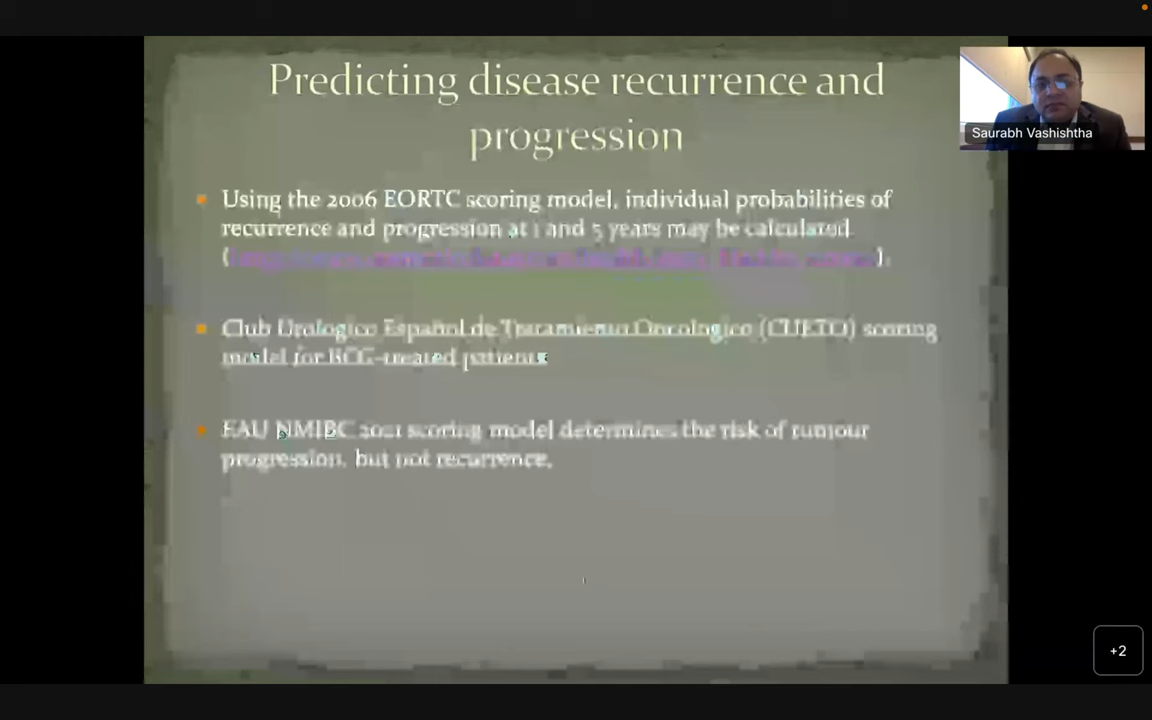 Predicting disease recurrence and
progression
Using the 2006 EORTC scoring model, individual probabilities of
recurrence and progression at 1 and 5 years may be calculated
(
).
Club Urologico Español de Tratamiento Oncologico (CUETO) scoring
model for BCG-treated patients
EAU NMIBC 2021 scoring model determines the risk of tumour
progression, but not recurrence.
Saurabh Vashishtha
+2